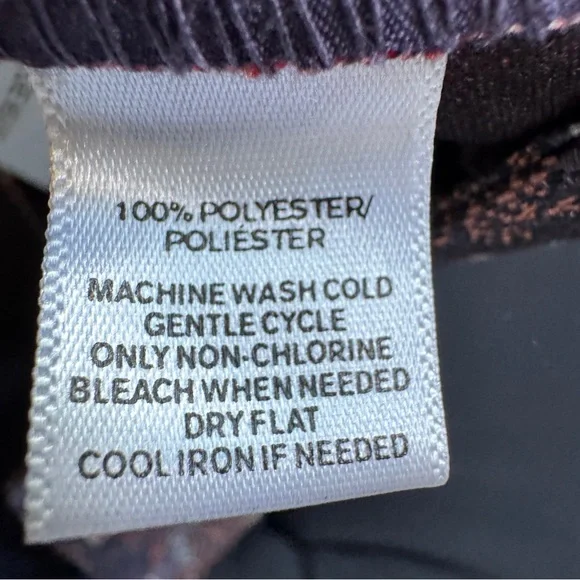 100% POLYESTER/
POLIÉSTER
MACHINE WASH COLD
GENTLE CYCLE
ONLY NON-CHLORINE
BLEACH WHEN NEEDED
DRY FLAT
COOL IRON IF NEEDED